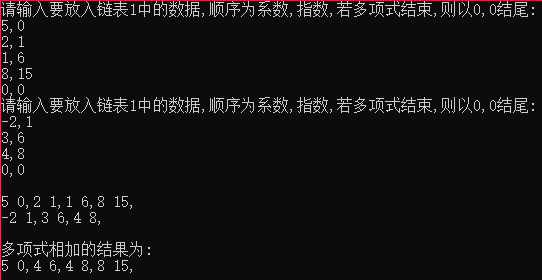 请输入要放入链表1中的数据,顺序为系数,指数,若多项式结束,则以0,0结尾:
5,0
2,1
1,6
8,15
0,0
请输入要放入链表1中的数据,顺序为系数,指数,若多项式结束,则以0,0结尾:
-2,1
3,6
4,8
0,0
5 0,2 1,1 6,8 15,
-2 1,3 6,4 8,
多项式相加的结果为:
5 0,4 6,4 8,8 15,